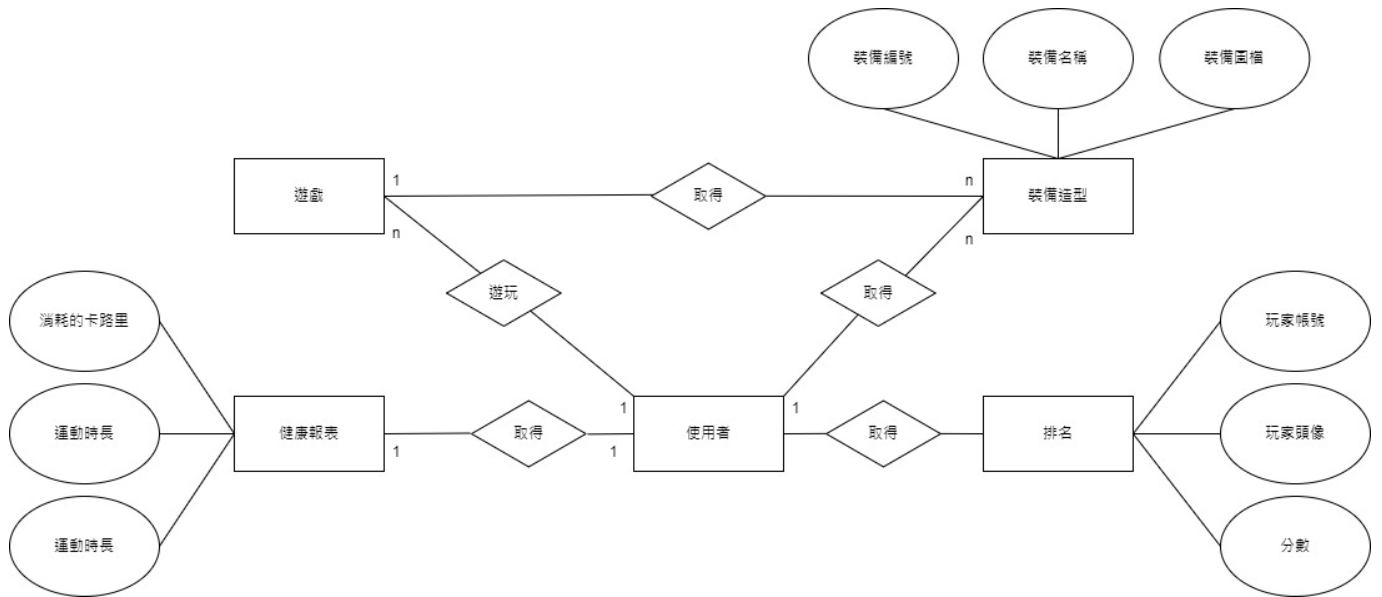 裝備編號
裝備名稱
裝備圖檔
遊戲
1
取得
n
裝備造型
n
n
遊玩
取得
消耗的卡路里
玩家帳號
1
1
運動時長
健康報表
取得
使用者
取得
排名
玩家頭像
1
1
運動時長
分數